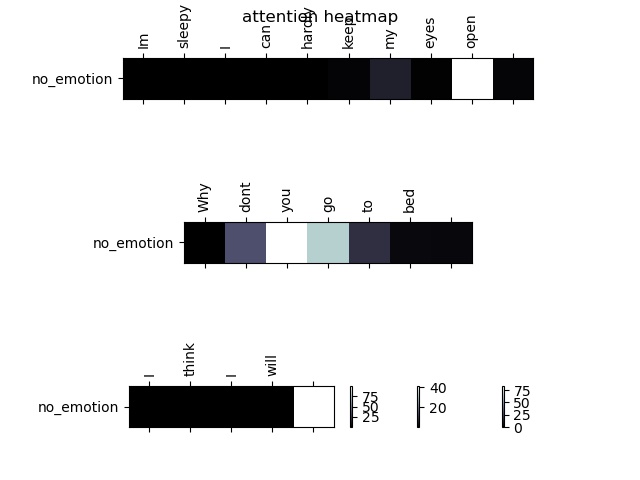 attention heatmap
Im sleepy I can hardly keep my eyes open
no_emotion
Why dont you go to bed
no_emotion
I think I will
no_emotion
75 50 25
40 20
75 50 25 0